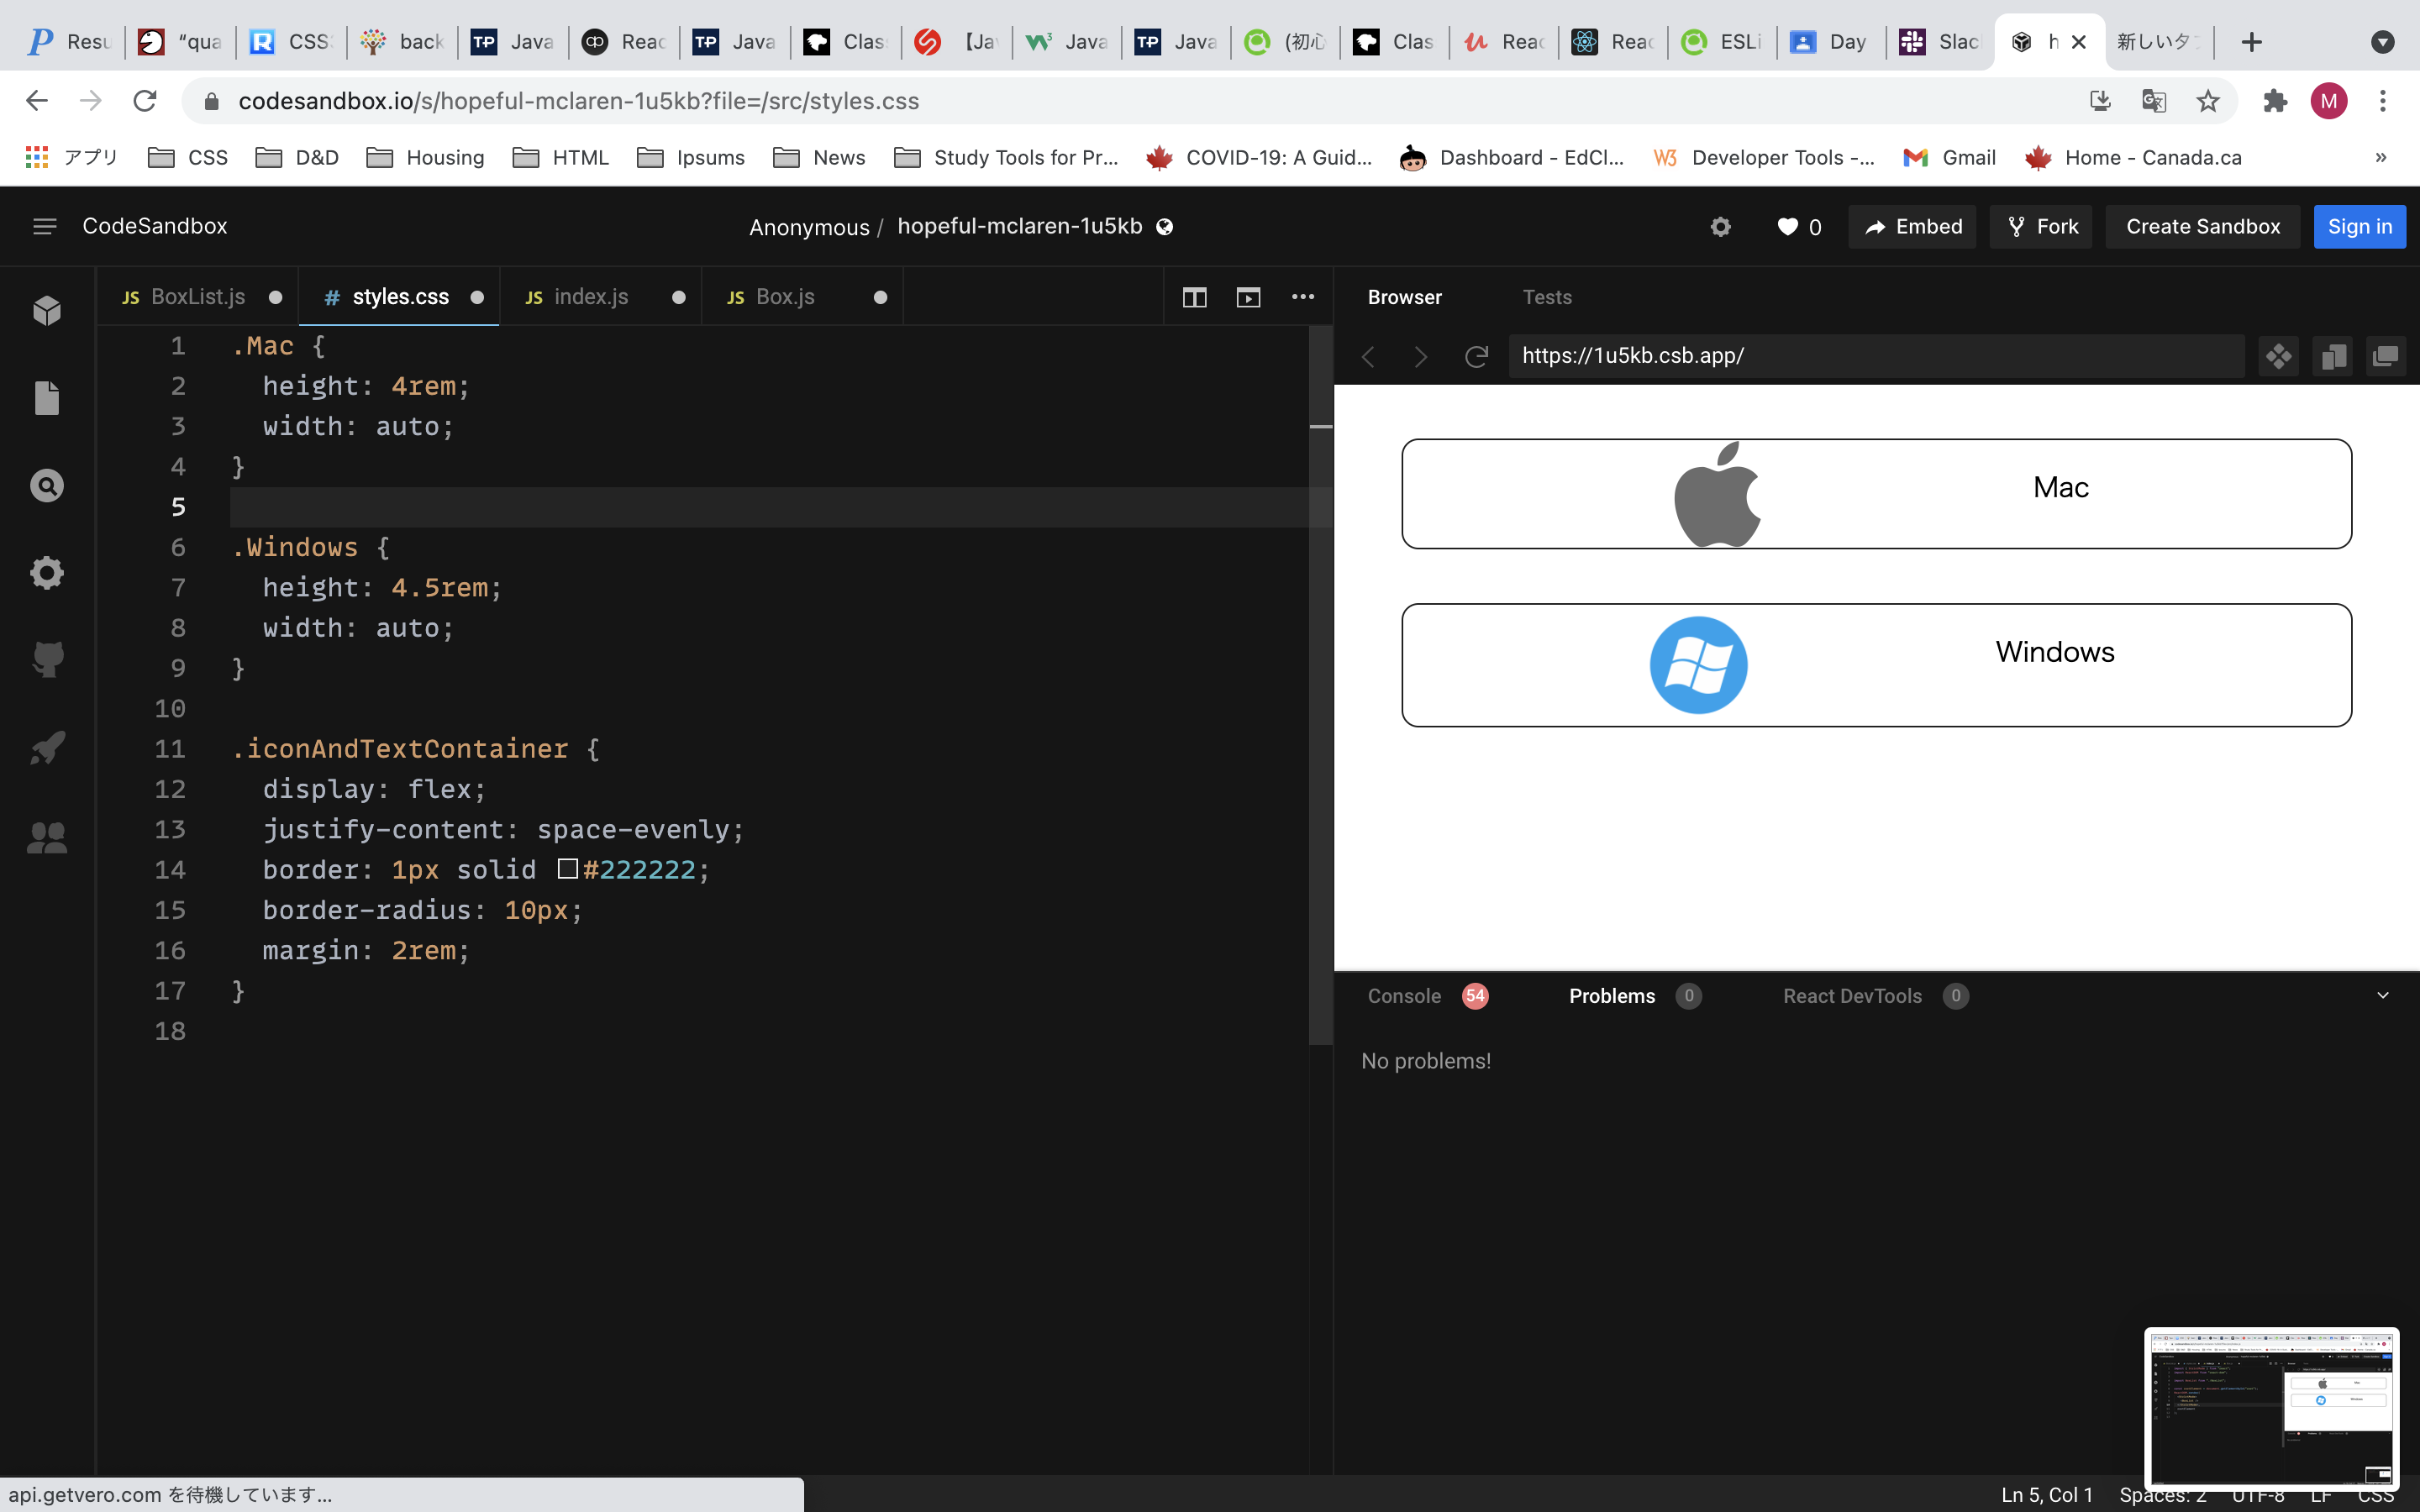 Resu "qua CSS: back Java Reac Java Clas 【Ja Java Java (初心 Clas Reac Reac ESLi Day Slac h 新しいタブ
codesandbox.io/s/hopeful-mclaren-1u5kb?file=/src/styles.css M
アプリ CSS D&D Housing HTML Ipsums News Study Tools for Pr... COVID-19: A Guid... Dashboard - EdCl... Developer Tools -... Gmail Home - Canada.ca »
CodeSandbox Anonymous / hopeful-mclaren-1u5kb 0 Embed Fork Create Sandbox Sign in
JS BoxList.js # styles.css JS index.js JS Box.js ••• Browser Tests
https://1u5kb.csb.app/
1 .Mac {
2 height: 4rem;
3 width: auto;
4 }
5
6 .Windows {
7 height: 4.5rem;
8 width: auto;
9 }
10
11 .iconAndTextContainer {
12 display: flex;
13 justify-content: space-evenly;
14 border: 1px solid #222222;
15 border-radius: 10px;
16 margin: 2rem;
17 }
18
Mac
Windows
Console 54 Problems 0 React DevTools 0
No problems!
api.getvero.com を待機しています...
Ln 5, Col 1 Spaces: 2 UTF-8 LF CSS